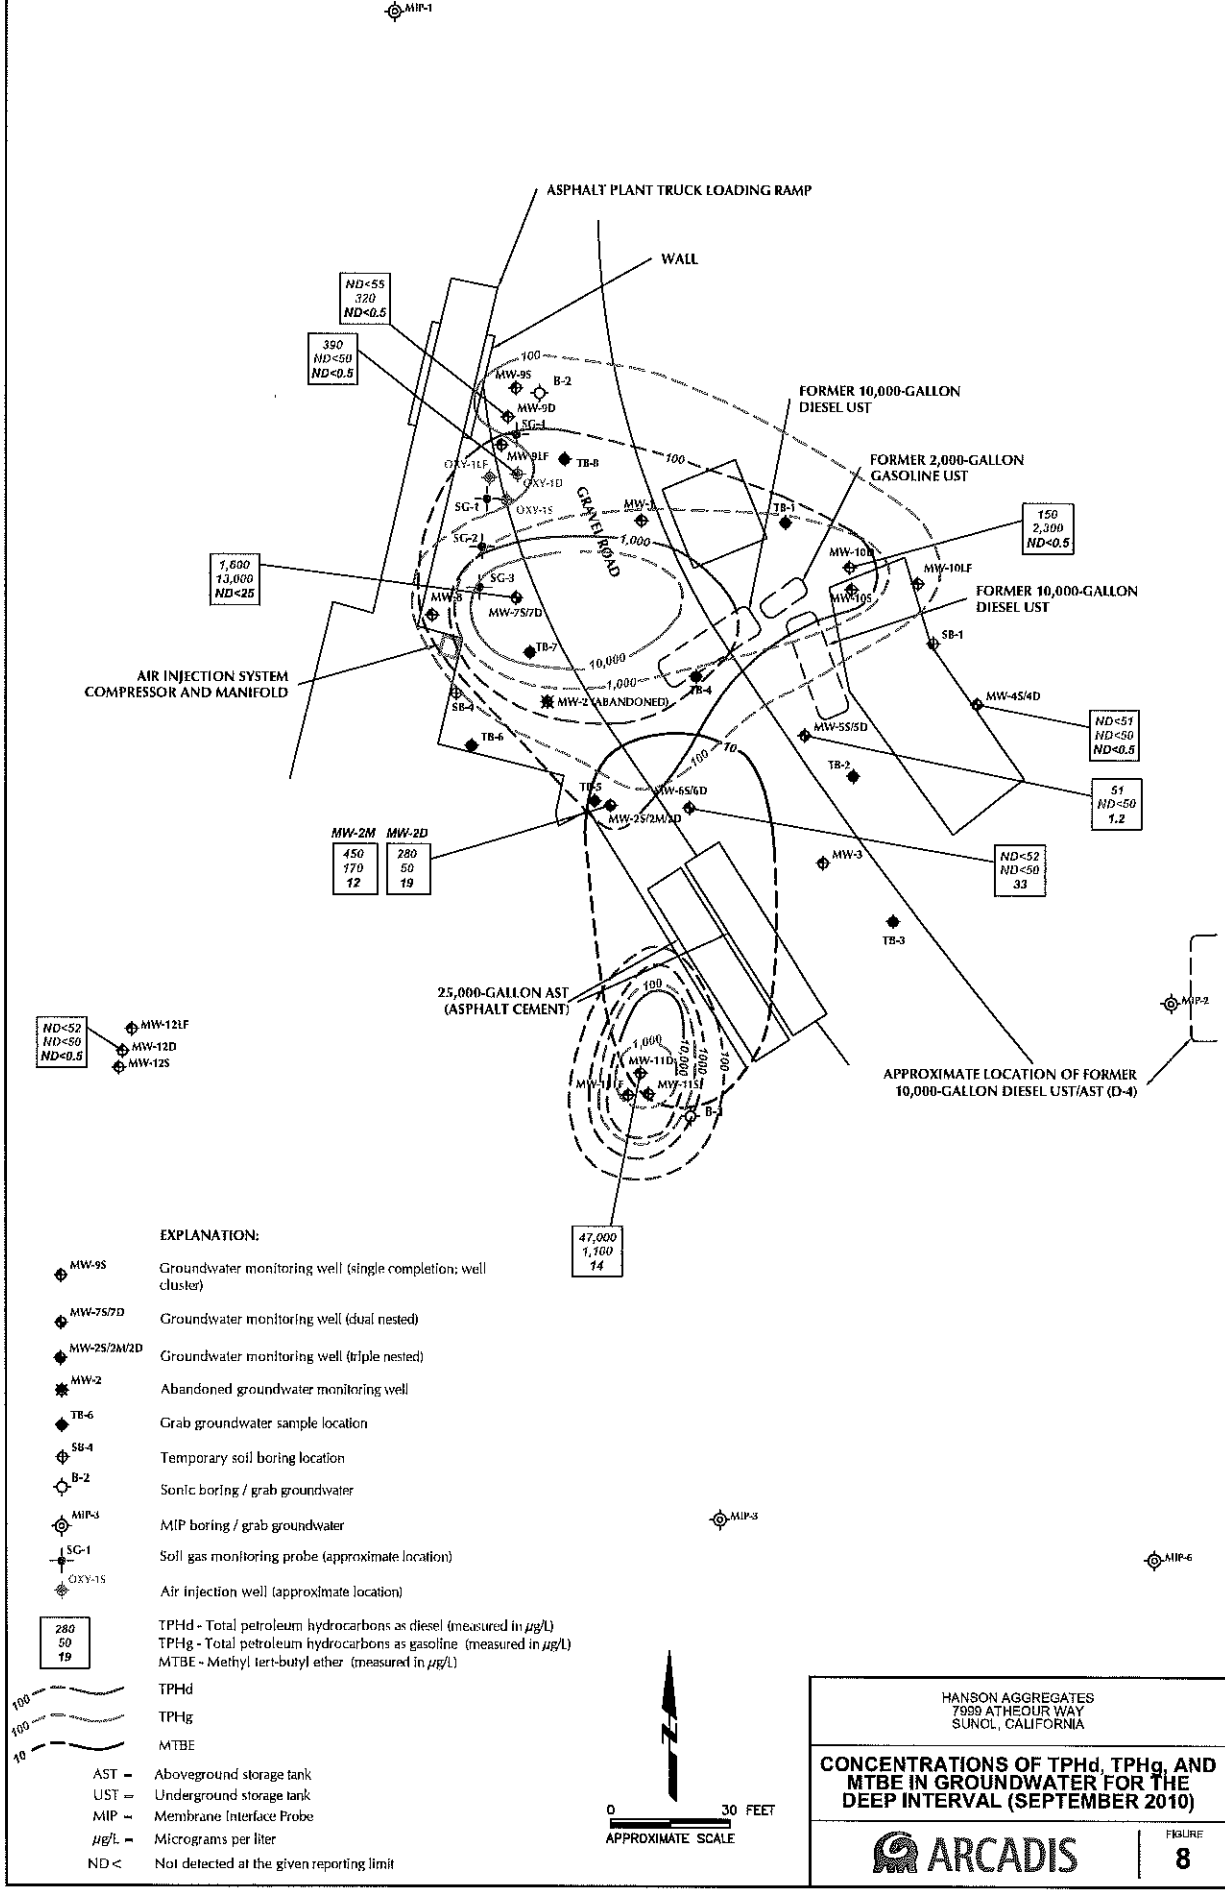 MIP-1
ASPHALT PLANT TRUCK LOADING RAMP
WALL
ND<55
320
ND<0.5
390
ND<50
ND<0.5
100
MW-9S
B-2
MW-9D
SG-4
MW-9LF
OXY-1LF
OXY-1D
TB-8
SG-1
OXY-1S
GRAVEL ROAD
100
FORMER 10,000-GALLON
DIESEL UST
FORMER 2,000-GALLON
GASOLINE UST
MW-1
TB-1
150
2,300
ND<0.5
SG-2
1,000
MW-10D
MW-10LF
1,600
13,000
ND<25
SG-3
MW-8
MW-7S/7D
MW-10S
FORMER 10,000-GALLON
DIESEL UST
SB-1
TB-7
10,000
AIR INJECTION SYSTEM
COMPRESSOR AND MANIFOLD
1,000
TB-4
SB-4
MW-2 (ABANDONED)
MW-4S/4D
ND<51
ND<50
ND<0.5
TB-6
10
100
MW-5S/5D
TB-2
51
ND<50
1.2
TB-5
MW-6S/6D
MW-2S/2M/2D
MW-2M MW-2D
450
170
12
280
50
19
MW-3
ND<52
ND<50
33
TB-3
25,000-GALLON AST
(ASPHALT CEMENT)
MIP-2
100
ND<52
ND<50
ND<0.5
MW-12LF
MW-12D
MW-12S
1,000
10,000
1000
100
MW-11D
MW-11LF
MW-11S
APPROXIMATE LOCATION OF FORMER
10,000-GALLON DIESEL UST/AST (D-4)
47,000
1,100
14
EXPLANATION:
MW-9S
Groundwater monitoring well (single completion; well
cluster)
MW-7S/7D
Groundwater monitoring well (dual nested)
MW-2S/2M/2D
Groundwater monitoring well (triple nested)
MW-2
Abandoned groundwater monitoring well
TB-6
Grab groundwater sample location
SB-4
Temporary soil boring location
B-2
Sonic boring / grab groundwater
MIP-3
MIP boring / grab groundwater
SG-1
Soil gas monitoring probe (approximate location)
OXY-1S
Air injection well (approximate location)
280
50
19
TPHd - Total petroleum hydrocarbons as diesel (measured in µg/L)
TPHg - Total petroleum hydrocarbons as gasoline (measured in µg/L)
MTBE - Methyl tert-butyl ether (measured in µg/L)
100
TPHd
100
TPHg
10
MTBE
AST = Aboveground storage tank
UST = Underground storage tank
MIP = Membrane Interface Probe
µg/L = Micrograms per liter
ND < Not detected at the given reporting limit
MIP-3
MIP-6
N
0 30 FEET
APPROXIMATE SCALE
HANSON AGGREGATES
7999 ATHEOUR WAY
SUNOL, CALIFORNIA
CONCENTRATIONS OF TPHd, TPHg, AND
MTBE IN GROUNDWATER FOR THE
DEEP INTERVAL (SEPTEMBER 2010)
ARCADIS
FIGURE
8